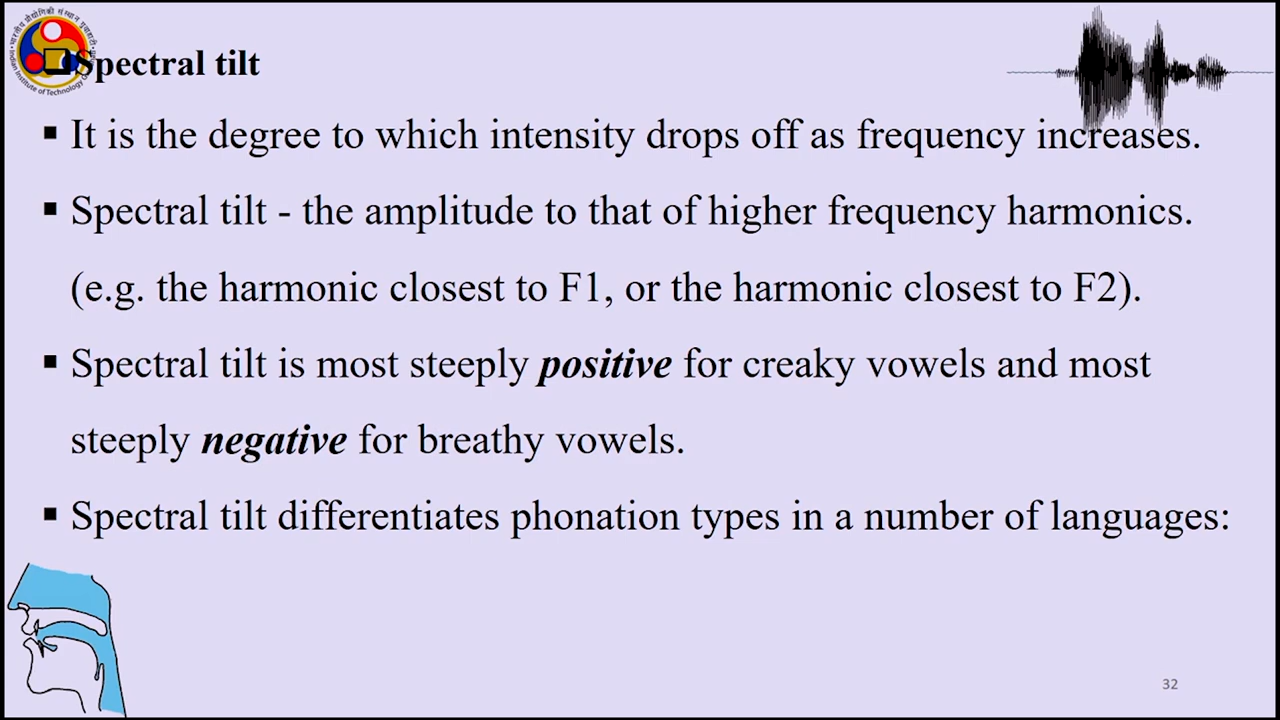 Spectral tilt
▪ It is the degree to which intensity drops off as frequency increases.
▪ Spectral tilt - the amplitude to that of higher frequency harmonics.
(e.g. the harmonic closest to F1, or the harmonic closest to F2).
▪ Spectral tilt is most steeply positive for creaky vowels and most
steeply negative for breathy vowels.
▪ Spectral tilt differentiates phonation types in a number of languages:
32